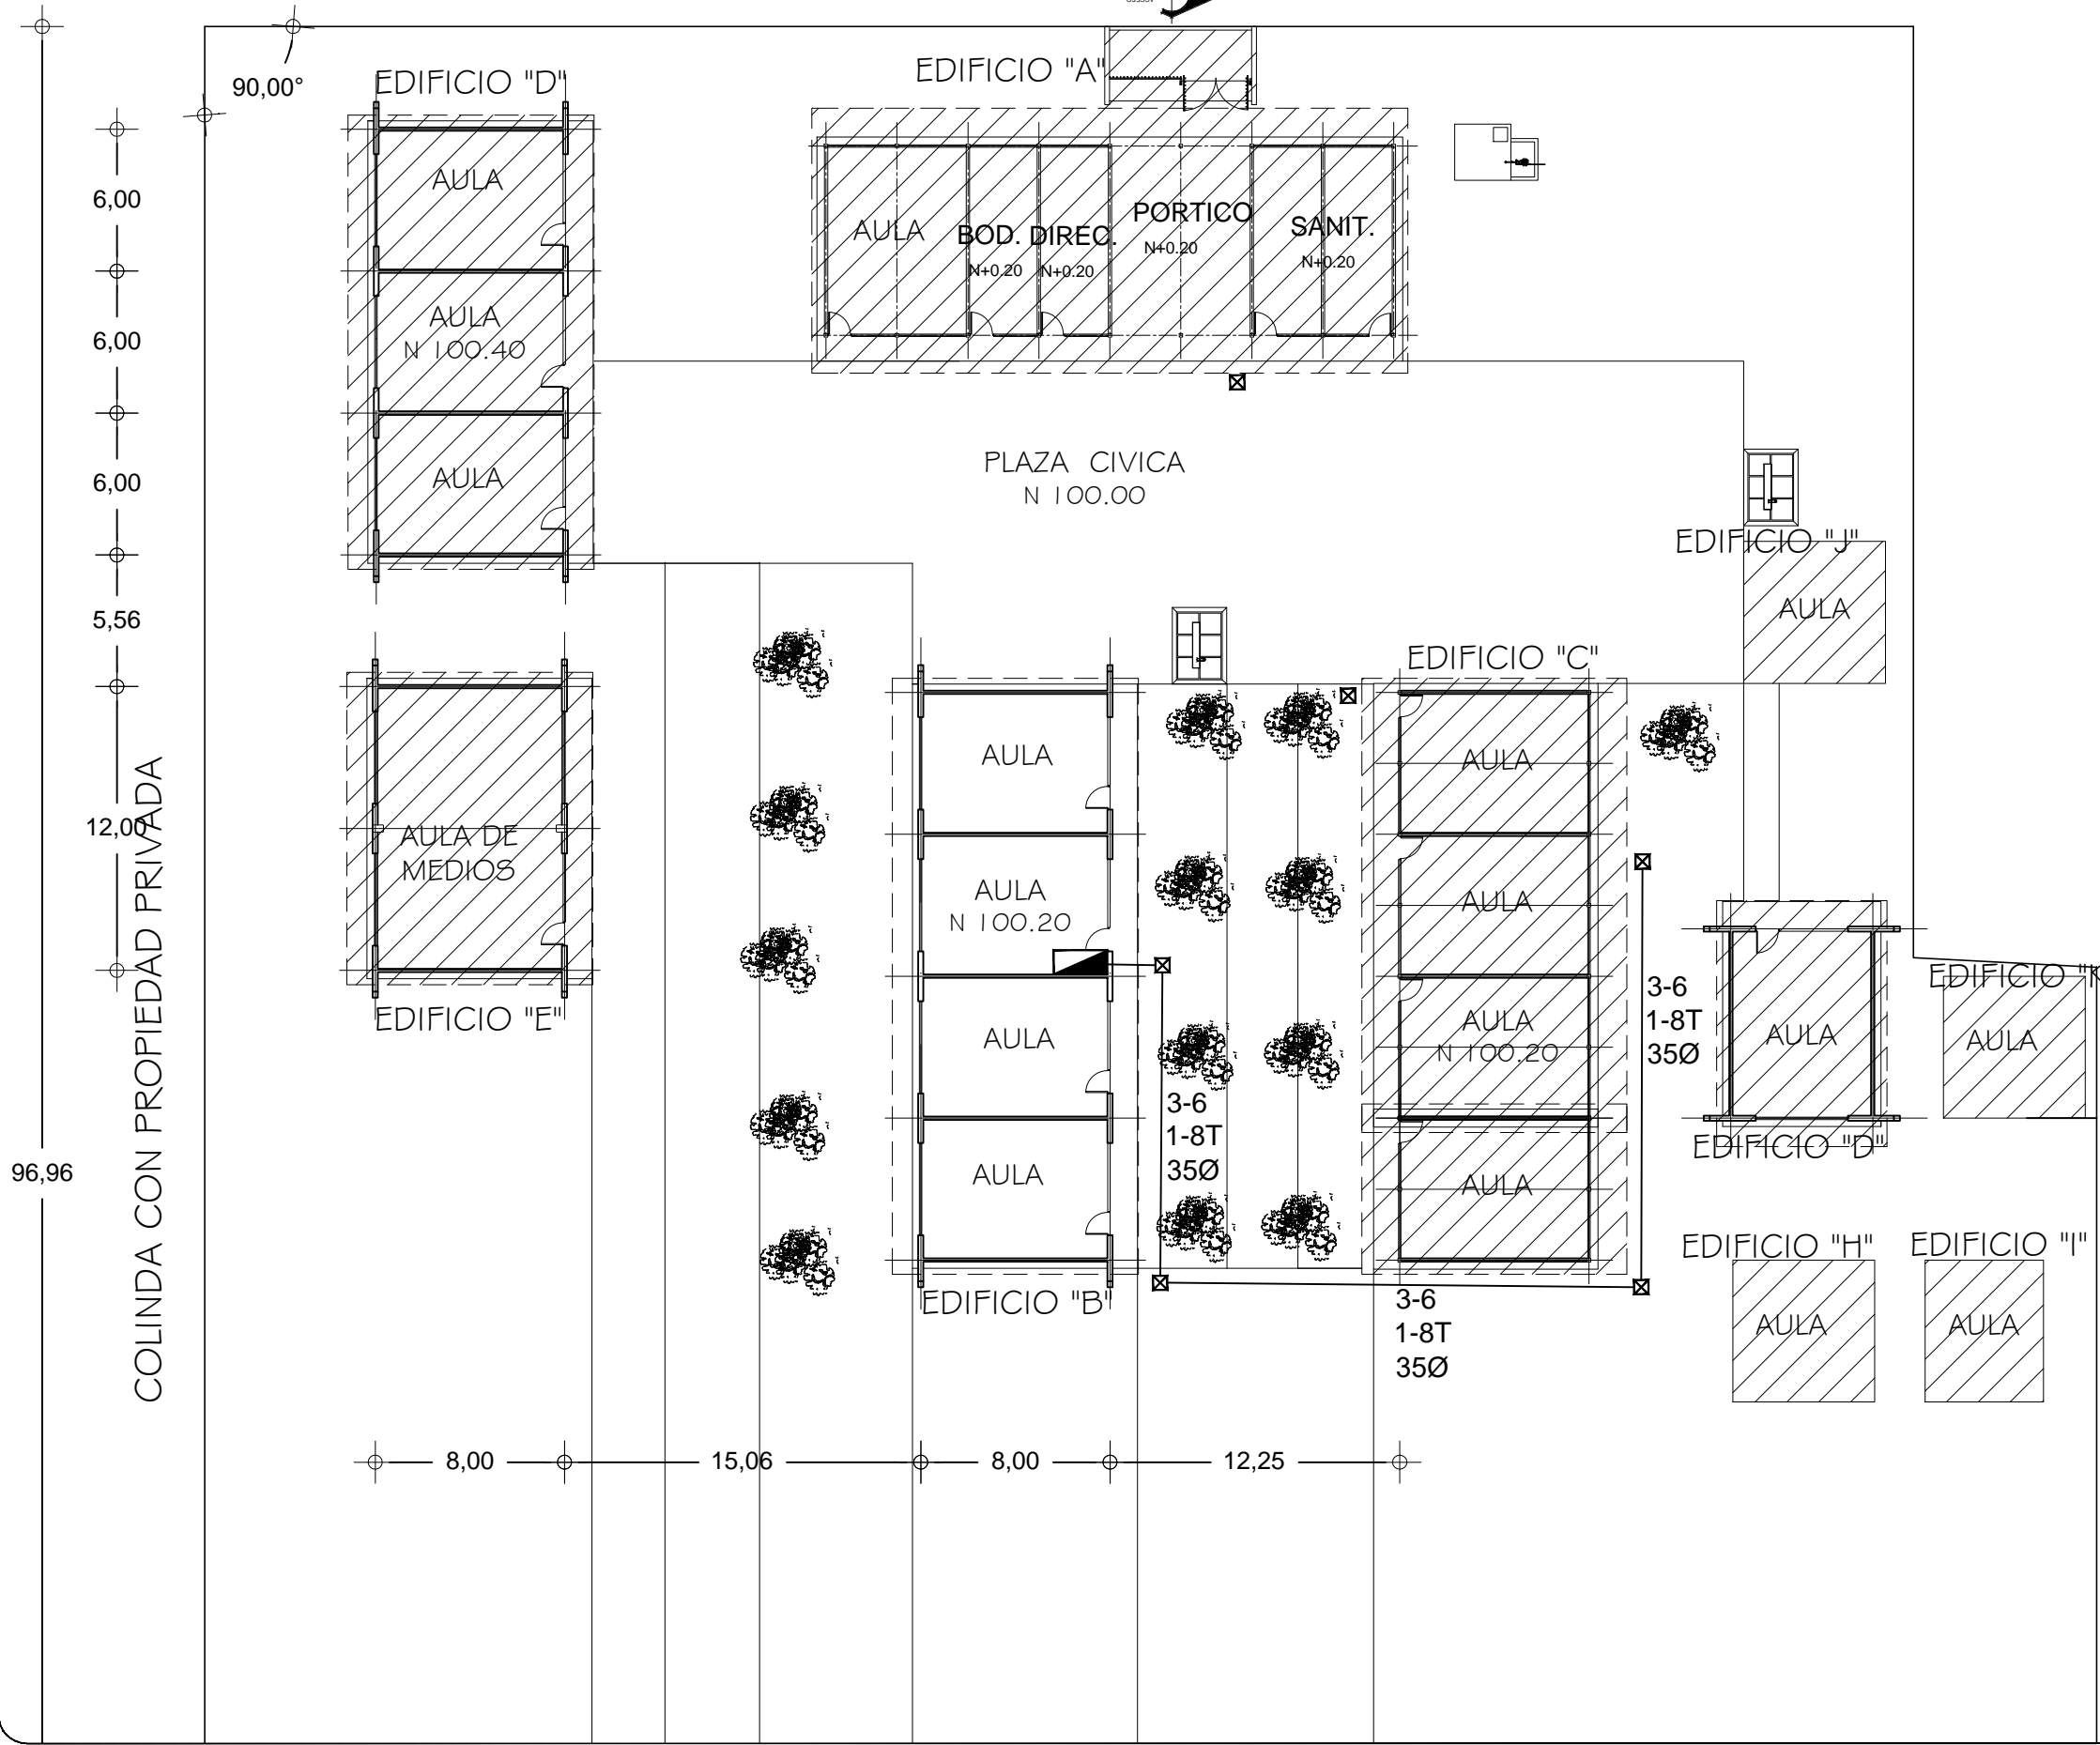 EDIFICIO "D"
EDIFICIO "A"
90,00°
AULA
6,00
AULA
BOD.
DIREC.
PORTICO
SANIT.
N+0.20
N+0.20
N+0.20
N+0.20
AULA
N 100.40
6,00
AULA
6,00
PLAZA CIVICA
N 100.00
EDIFICIO "J"
AULA
5,56
EDIFICIO "C"
AULA
AULA
12,00
AULA DE
MEDIOS
AULA
N 100.20
AULA
EDIFICIO "E"
AULA
AULA
N 100.20
3-6
1-8T
35Ø
AULA
EDIFICIO "K
AULA
3-6
1-8T
35Ø
EDIFICIO "D"
96,96
COLINDA CON PROPIEDAD PRIVADA
AULA
AULA
EDIFICIO "H"
EDIFICIO "I"
EDIFICIO "B"
3-6
1-8T
35Ø
AULA
AULA
8,00
15,06
8,00
12,25